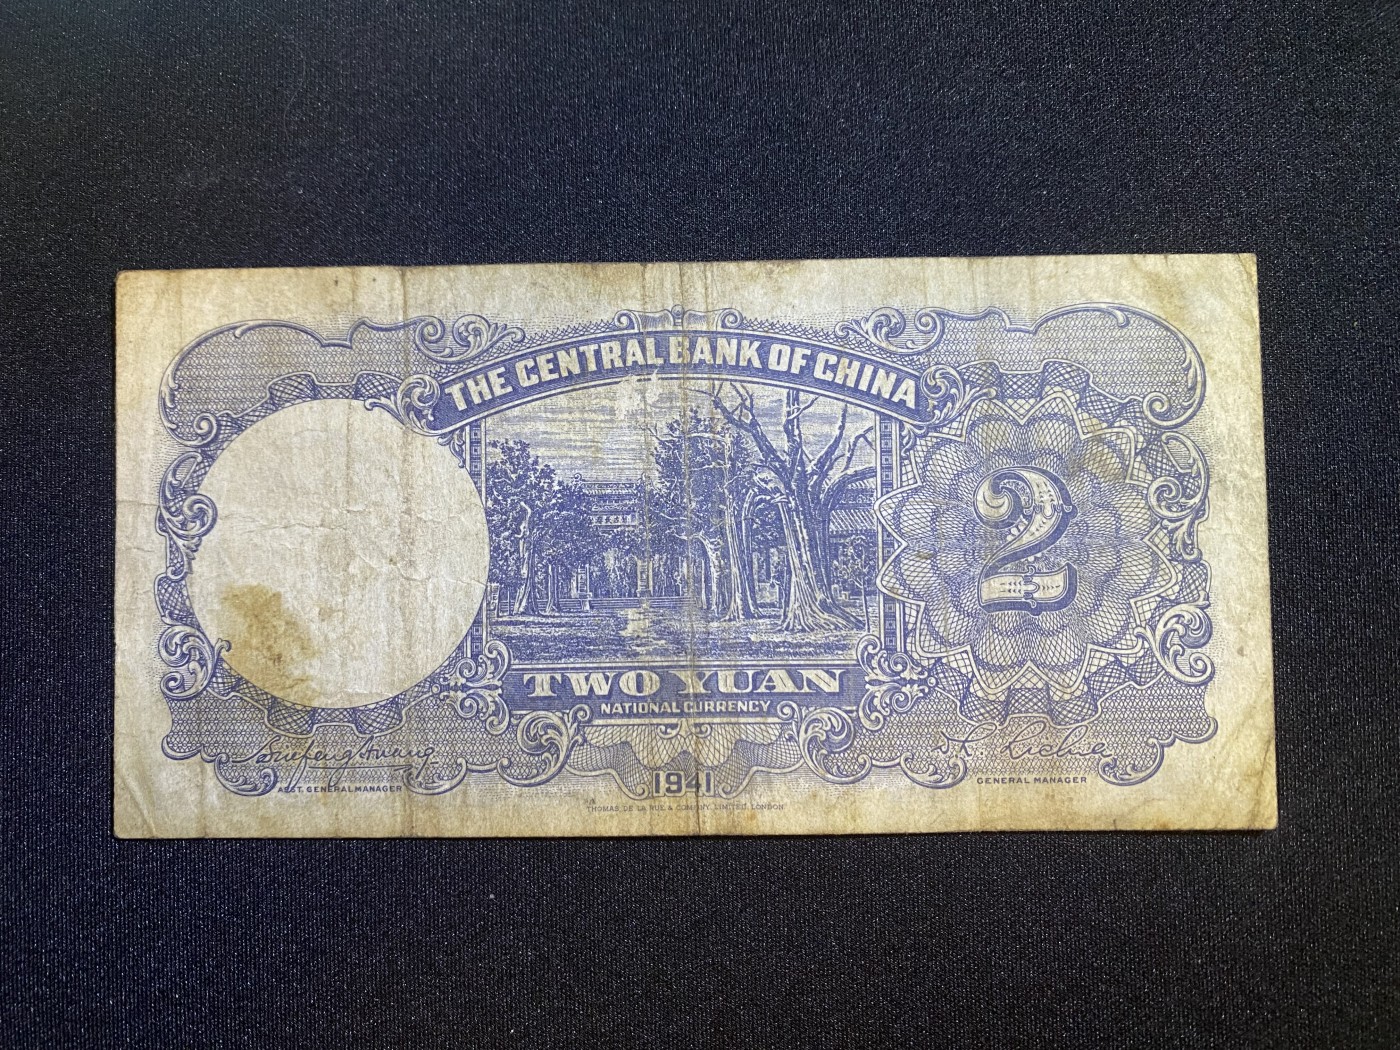 THE CENTRAL BANK OF CHINA
2
TWO YUAN
NATIONAL CURRENCY
ASST. GENERAL MANAGER
GENERAL MANAGER
1941
THOMAS DE LA RUE & COMPANY, LIMITED, LONDON